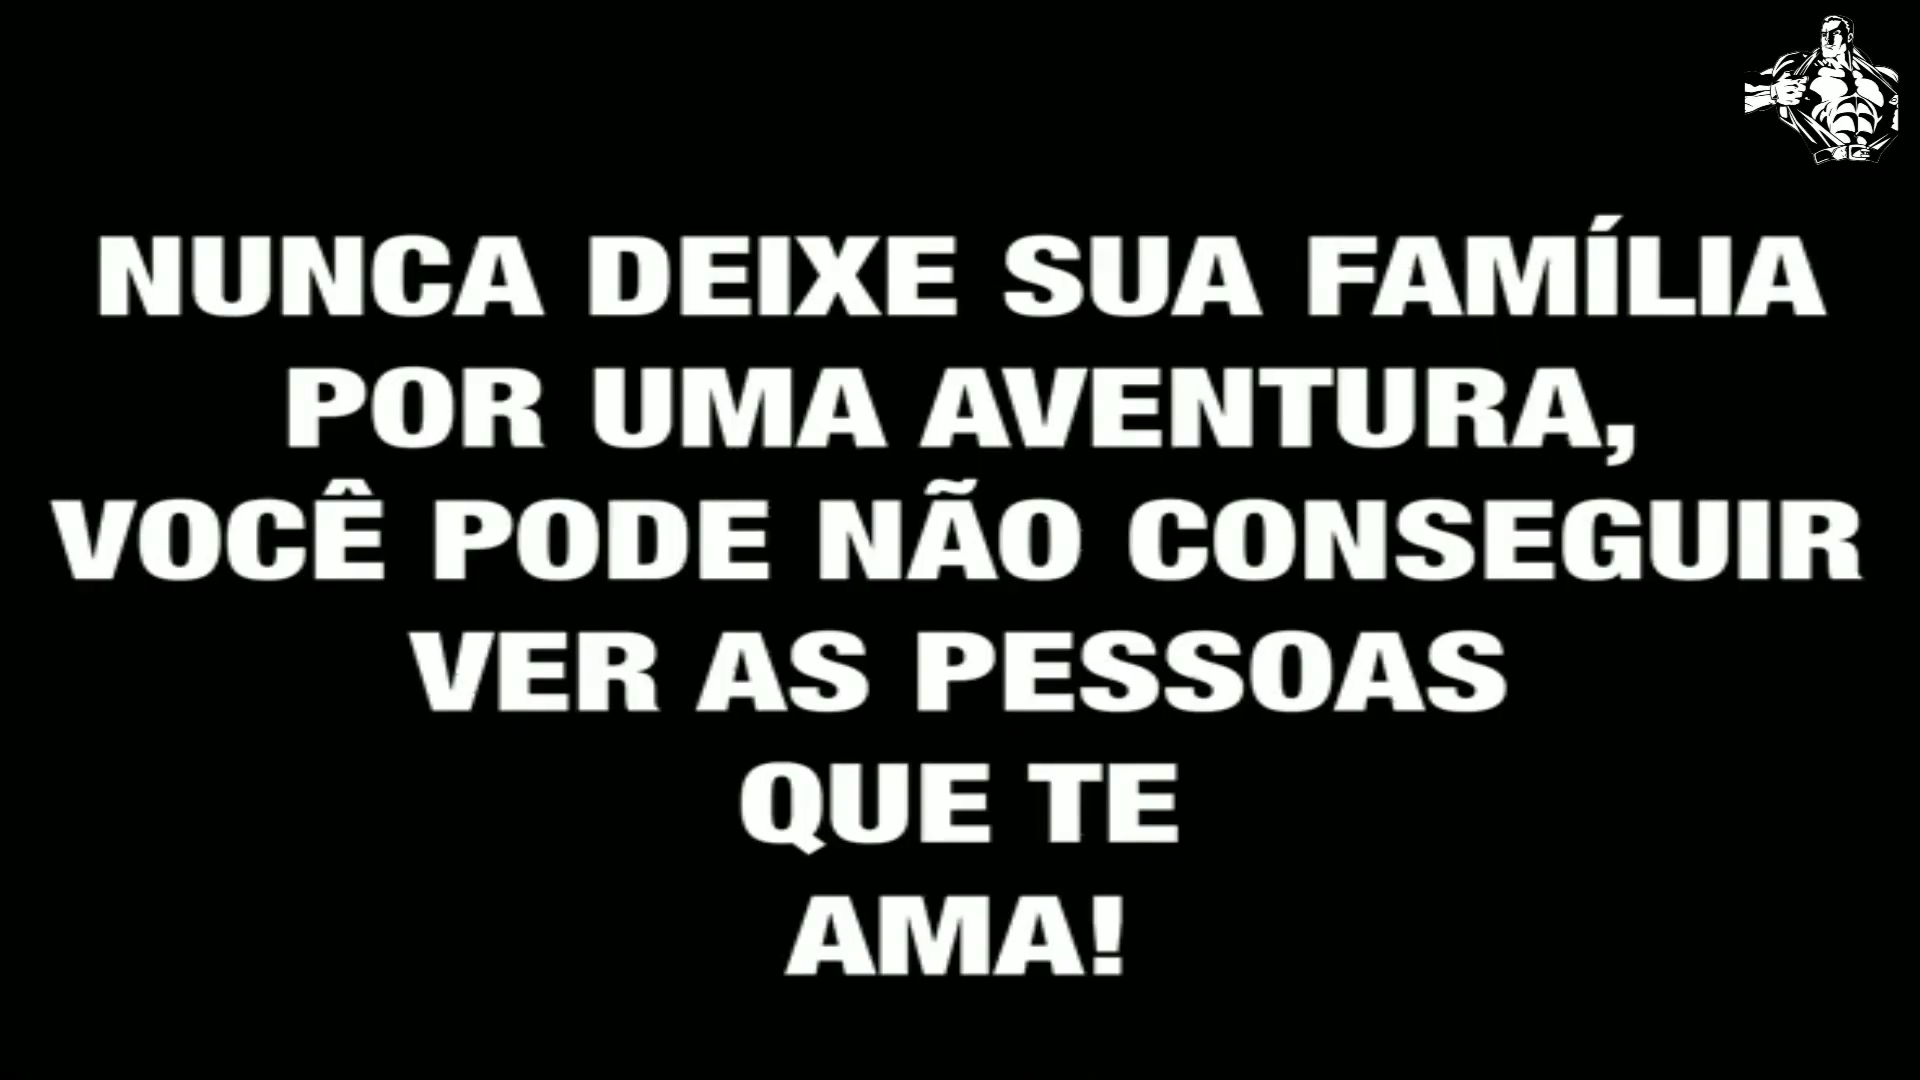 NUNCA DEIXE SUA FAMÍLIA
POR UMA AVENTURA,
VOCÊ PODE NÃO CONSEGUIR
VER AS PESSOAS
QUE TE
AMA!